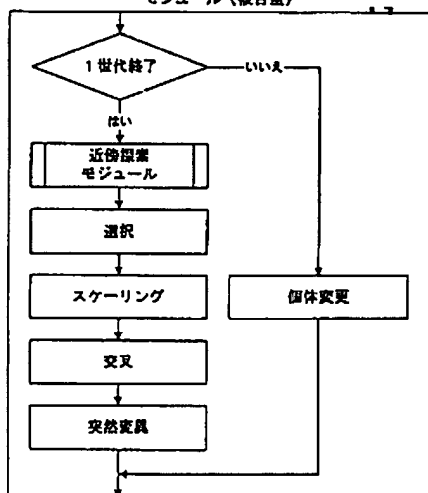 1世代終了
いいえ
はい
近傍探索
モジュール
選択
スケーリング
個体変更
交叉
突然変異